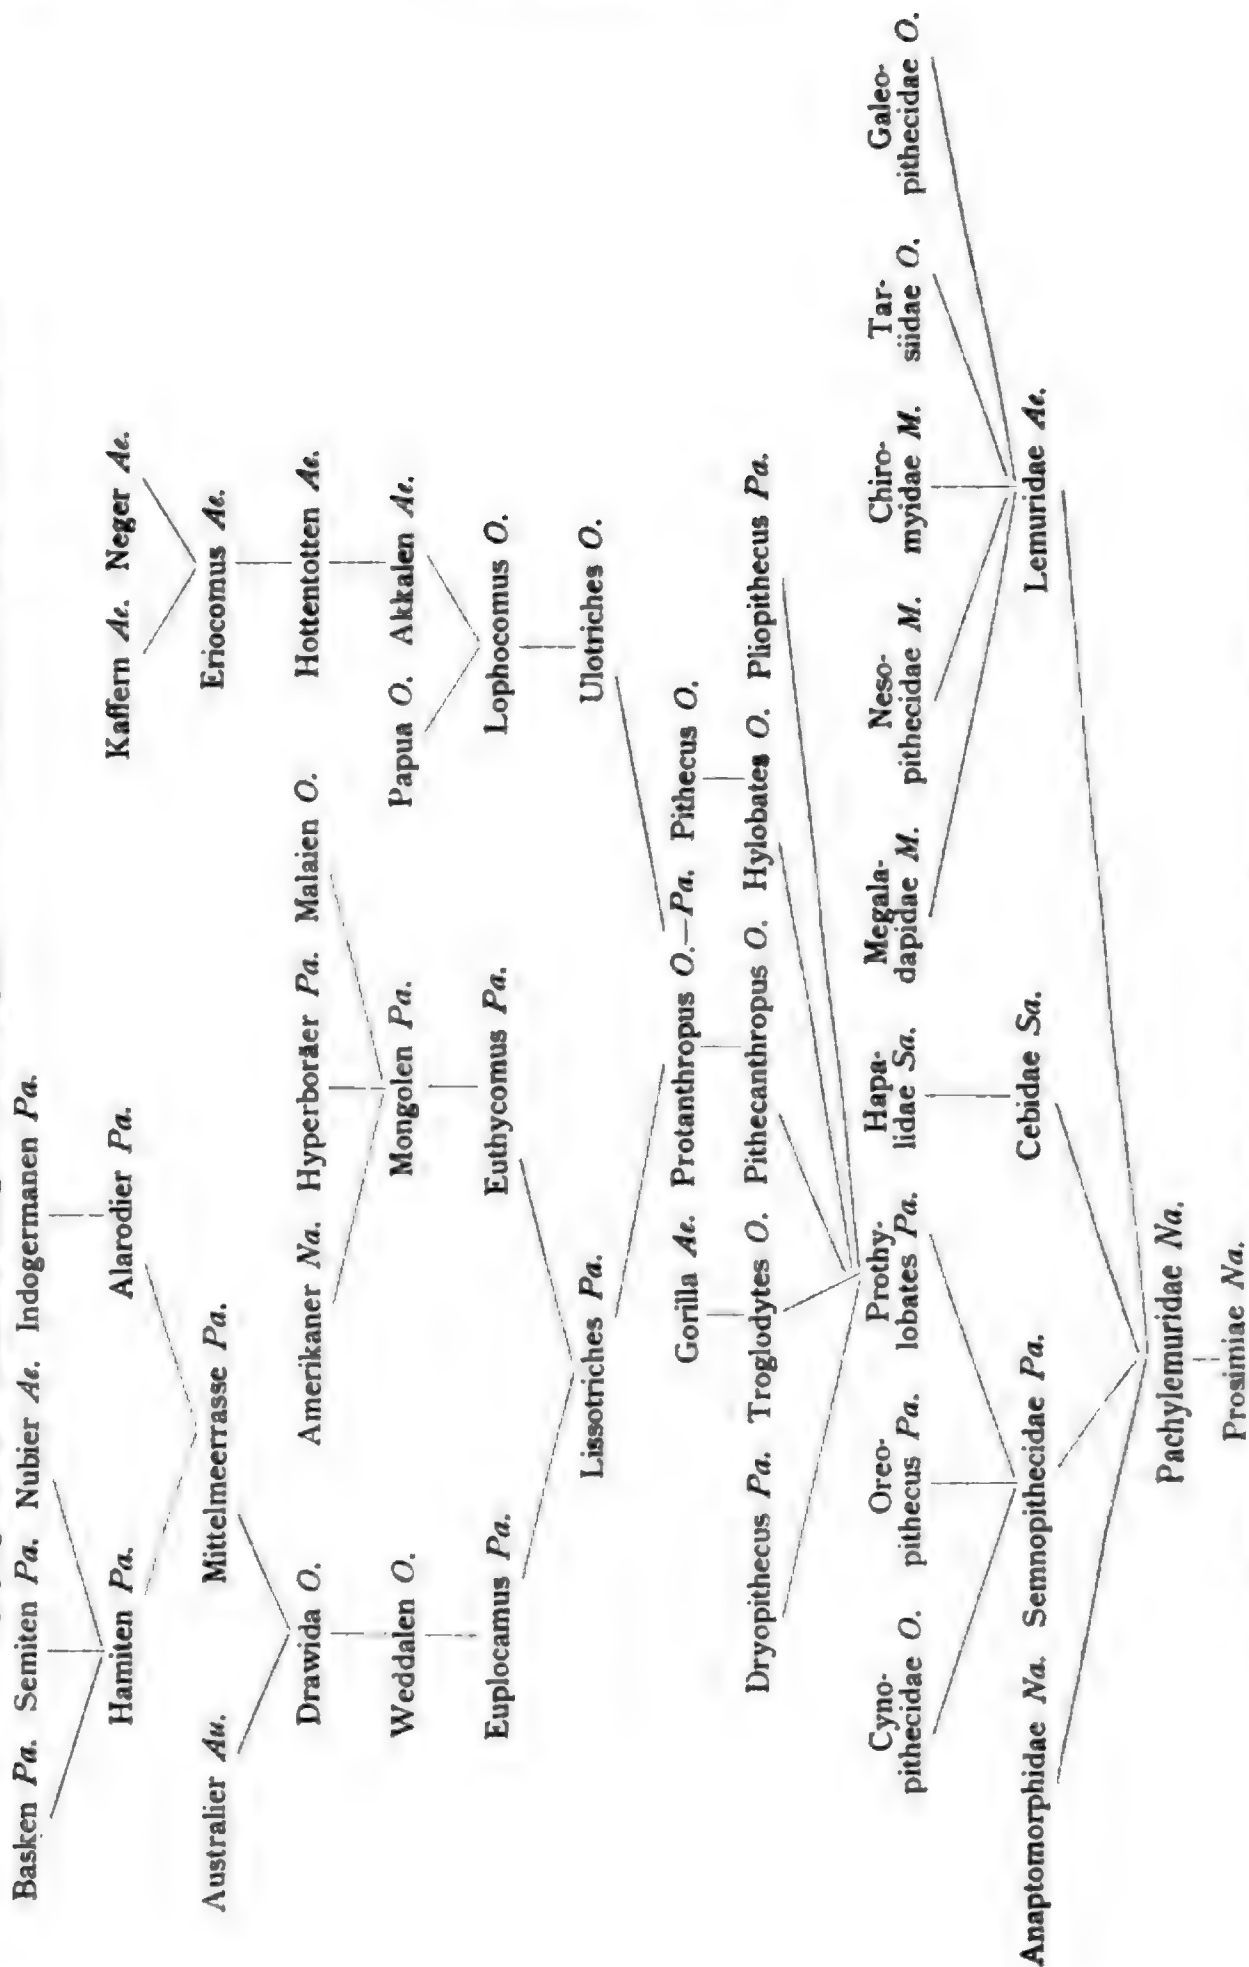 Basken Pa. Semiten Pa. Nubier Ae. Indogermanen Pa.
Hamiten Pa. Alarodier Pa. Kaffern Ae. Neger Ae.
Australier Au. Mittelmeerrasse Pa. Eriocomus Ae.
Drawida O. Amerikaner Na. Hyperboräer Pa. Malaien O. Hottentotten Ae.
Weddalen O. Mongolen Pa. Papua O. Akkalen Ae.
Euplocamus Pa. Euthycomus Pa. Lophocomus O.
Lissotriches Pa. Ulotriches O.
Gorilla Ae. Protanthropus O.—Pa. Pithecus O.
Dryopithecus Pa. Troglodytes O. Pithecanthropus O. Hylobates O. Pliopithecus Pa.
Cyno- Oreo- Prothy- Hapa- Megala- Neso- Chiro- Tar- Galeo-
pithecidae O. pithecus Pa. lobates Pa. lidae Sa. dapidae M. pithecidae M. myidae M. siidae O. pithecidae O.
Anaptomorphidae Na. Semnopithecidae Pa. Cebidae Sa. Lemuridae Ae.
Pachylemuridae Na.
Prosimiae Na.